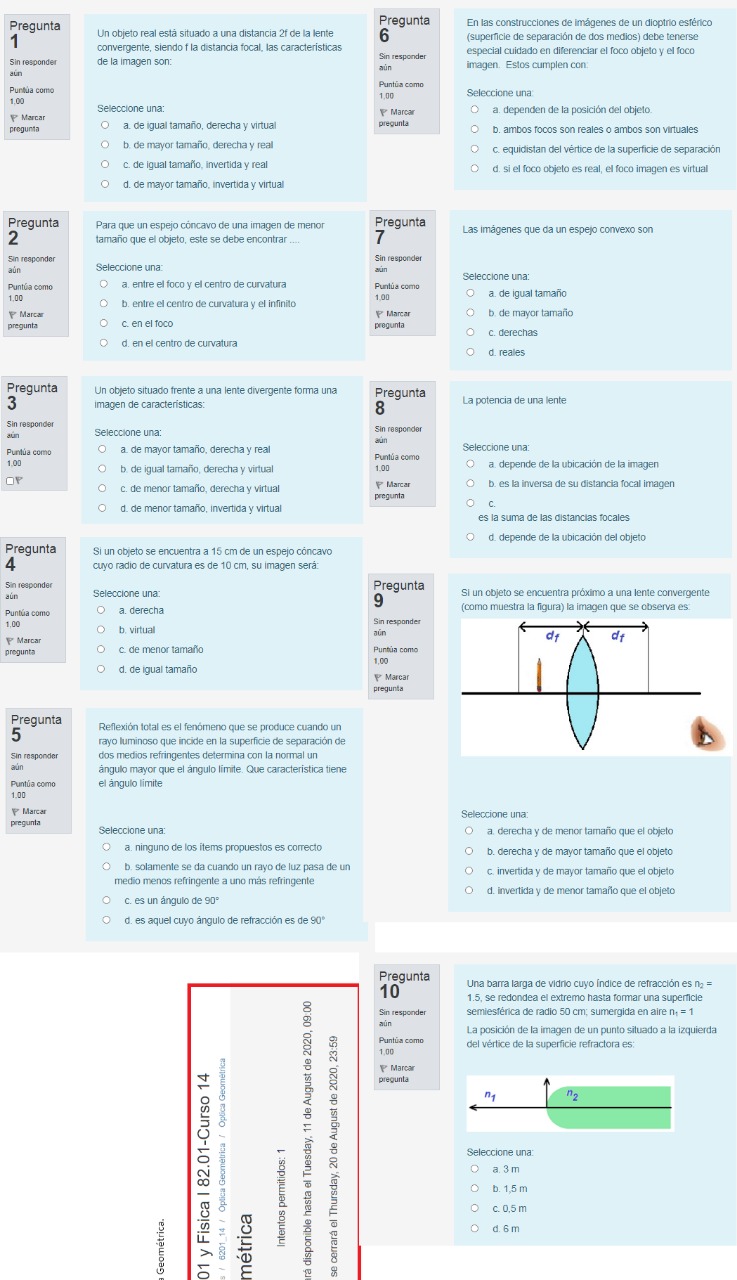 Pregunta
1
Sin responder
aún
Puntúa como
1,00
Marcar
pregunta
Un objeto real está situado a una distancia 2f de la lente
convergente, siendo f la distancia focal, las características
de la imagen son:
Seleccione una:
a. de igual tamaño, derecha y virtual
b. de mayor tamaño, derecha y real
c. de igual tamaño, invertida y real
d. de mayor tamaño, invertida y virtual
Pregunta
2
Sin responder
aún
Puntúa como
1,00
Marcar
pregunta
Para que un espejo cóncavo de una imagen de menor
tamaño que el objeto, este se debe encontrar ....
Seleccione una:
a. entre el foco y el centro de curvatura
b. entre el centro de curvatura y el infinito
c. en el foco
d. en el centro de curvatura
Pregunta
3
Sin responder
aún
Puntúa como
1,00
Un objeto situado frente a una lente divergente forma una
imagen de características:
Seleccione una:
a. de mayor tamaño, derecha y real
b. de igual tamaño, derecha y virtual
c. de menor tamaño, derecha y virtual
d. de menor tamaño, invertida y virtual
Pregunta
4
Sin responder
aún
Puntúa como
1,00
Marcar
pregunta
Si un objeto se encuentra a 15 cm de un espejo cóncavo
cuyo radio de curvatura es de 10 cm, su imagen será:
Seleccione una:
a. derecha
b. virtual
c. de menor tamaño
d. de igual tamaño
Pregunta
5
Sin responder
aún
Puntúa como
1,00
Marcar
pregunta
Reflexión total es el fenómeno que se produce cuando un
rayo luminoso que incide en la superficie de separación de
dos medios refringentes determina con la normal un
ángulo mayor que el ángulo límite. Que característica tiene
el ángulo límite
Seleccione una:
a. ninguno de los ítems propuestos es correcto
b. solamente se da cuando un rayo de luz pasa de un
medio menos refringente a uno más refringente
c. es un ángulo de 90°
d. es aquel cuyo ángulo de refracción es de 90°
Pregunta
6
Sin responder
aún
Puntúa como
1,00
Marcar
pregunta
En las construcciones de imágenes de un dioptrio esférico
(superficie de separación de dos medios) debe tenerse
especial cuidado en diferenciar el foco objeto y el foco
imagen. Estos cumplen con:
Seleccione una:
a. dependen de la posición del objeto.
b. ambos focos son reales o ambos son virtuales
c. equidistan del vértice de la superficie de separación
d. si el foco objeto es real, el foco imagen es virtual
Pregunta
7
Sin responder
aún
Puntúa como
1,00
Marcar
pregunta
Las imágenes que da un espejo convexo son
Seleccione una:
a. de igual tamaño
b. de mayor tamaño
c. derechas
d. reales
Pregunta
8
Sin responder
aún
Puntúa como
1,00
Marcar
pregunta
La potencia de una lente
Seleccione una:
a. depende de la ubicación de la imagen
b. es la inversa de su distancia focal imagen
c.
es la suma de las distancias focales
d. depende de la ubicación del objeto
Pregunta
9
Sin responder
aún
Puntúa como
1,00
Marcar
pregunta
Si un objeto se encuentra próximo a una lente convergente
(como muestra la figura) la imagen que se observa es:
df df
Seleccione una:
a. derecha y de menor tamaño que el objeto
b. derecha y de mayor tamaño que el objeto
c. invertida y de mayor tamaño que el objeto
d. invertida y de menor tamaño que el objeto
Pregunta
10
Sin responder
aún
Puntúa como
1,00
Marcar
pregunta
Una barra larga de vidrio cuyo índice de refracción es n2 =
1.5, se redondea el extremo hasta formar una superficie
semiesférica de radio 50 cm; sumergida en aire n1 = 1
La posición de la imagen de un punto situado a la izquierda
del vértice de la superficie refractora es:
n1 n2
Seleccione una:
a. 3 m
b. 1,5 m
c. 0,5 m
d. 6 m
a Geométrica.
01 y Fisica I 82.01-Curso 14
s / 6201_14 / Optica Geométrica / Optica Geométrica
métrica
Intentos permitidos: 1
rá disponible hasta el Tuesday, 11 de August de 2020, 09:00
se cerrará el Thursday, 20 de August de 2020, 23:59